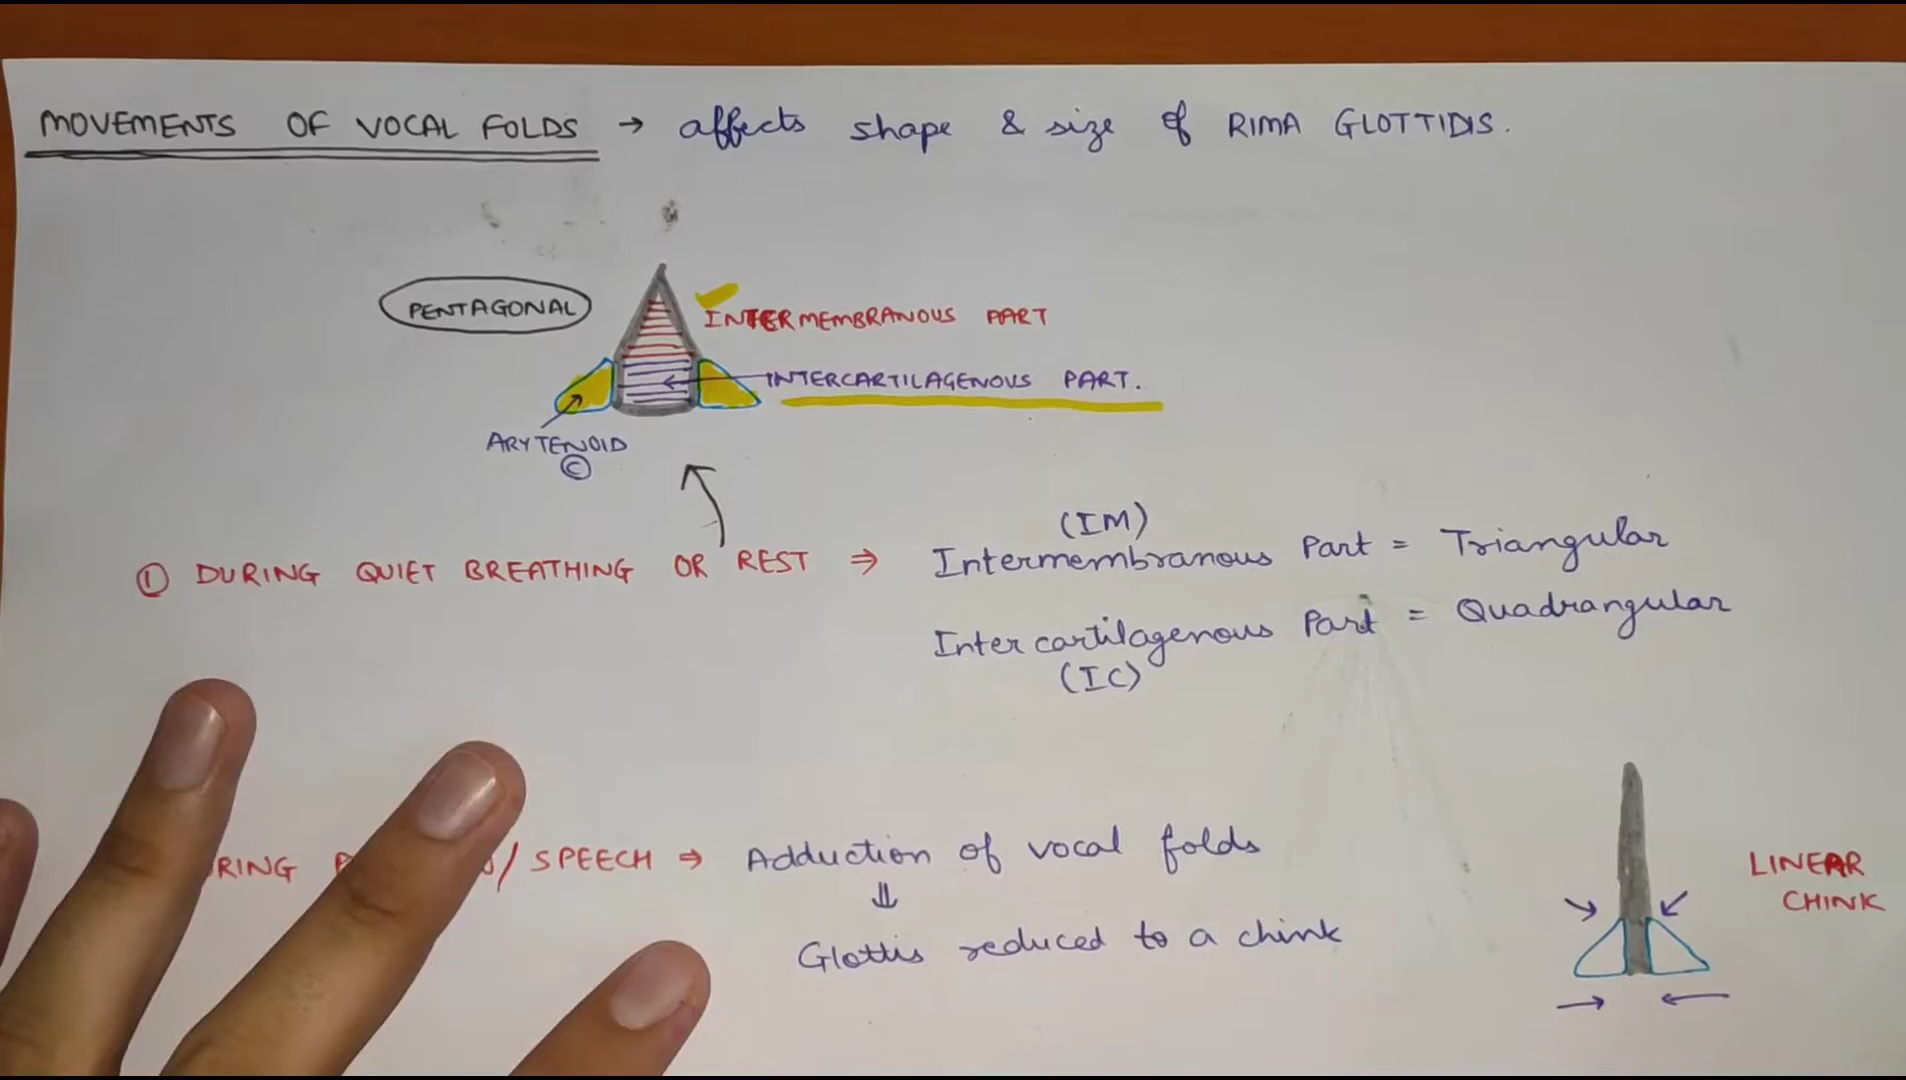 MOVEMENTS OF VOCAL FOLDS → affects shape & size of RIMA GLOTTIDIS.
PENTAGONAL
INTERMEMBRANOUS PART
INTERCARTILAGENOUS PART.
ARYTENOID
©
(IM)
① DURING QUIET BREATHING OR REST ⇒ Intermembranous Part = Triangular
Inter cartilagenous Part = Quadrangular
(IC)
/ SPEECH ⇒ Adduction of vocal folds
⇓
Glottis reduced to a chink
LINEAR
CHINK